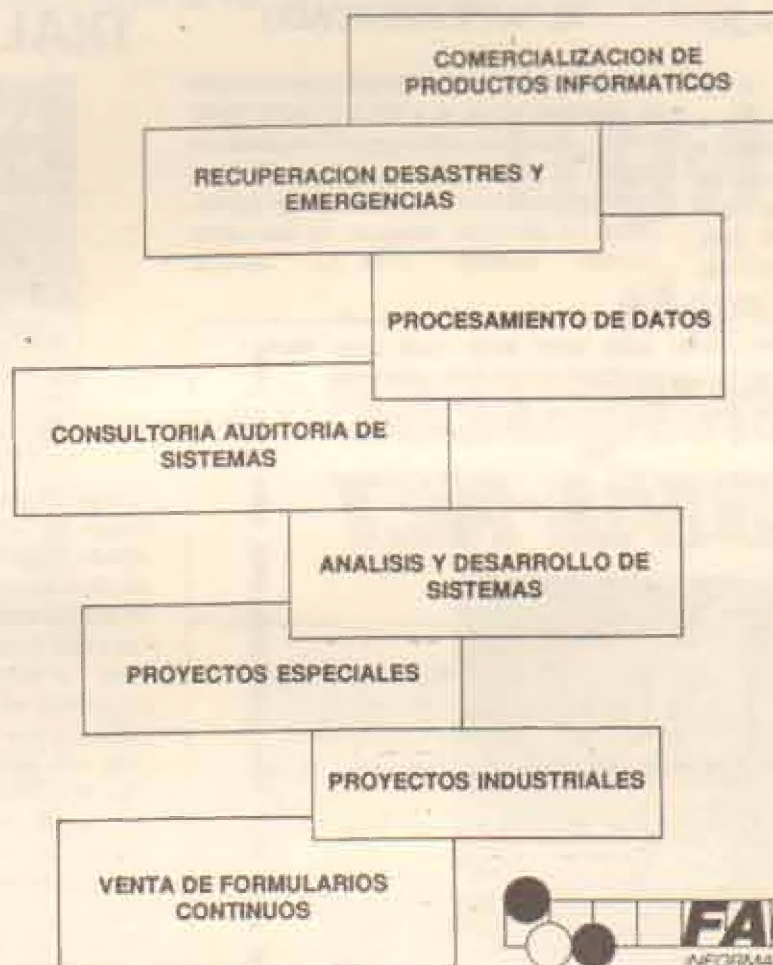 COMERCIALIZACION DE
PRODUCTOS INFORMATICOS
RECUPERACION DESASTRES Y
EMERGENCIAS
PROCESAMIENTO DE DATOS
CONSULTORIA AUDITORIA DE
SISTEMAS
ANALISIS Y DESARROLLO DE
SISTEMAS
PROYECTOS ESPECIALES
PROYECTOS INDUSTRIALES
VENTA DE FORMULARIOS
CONTINUOS